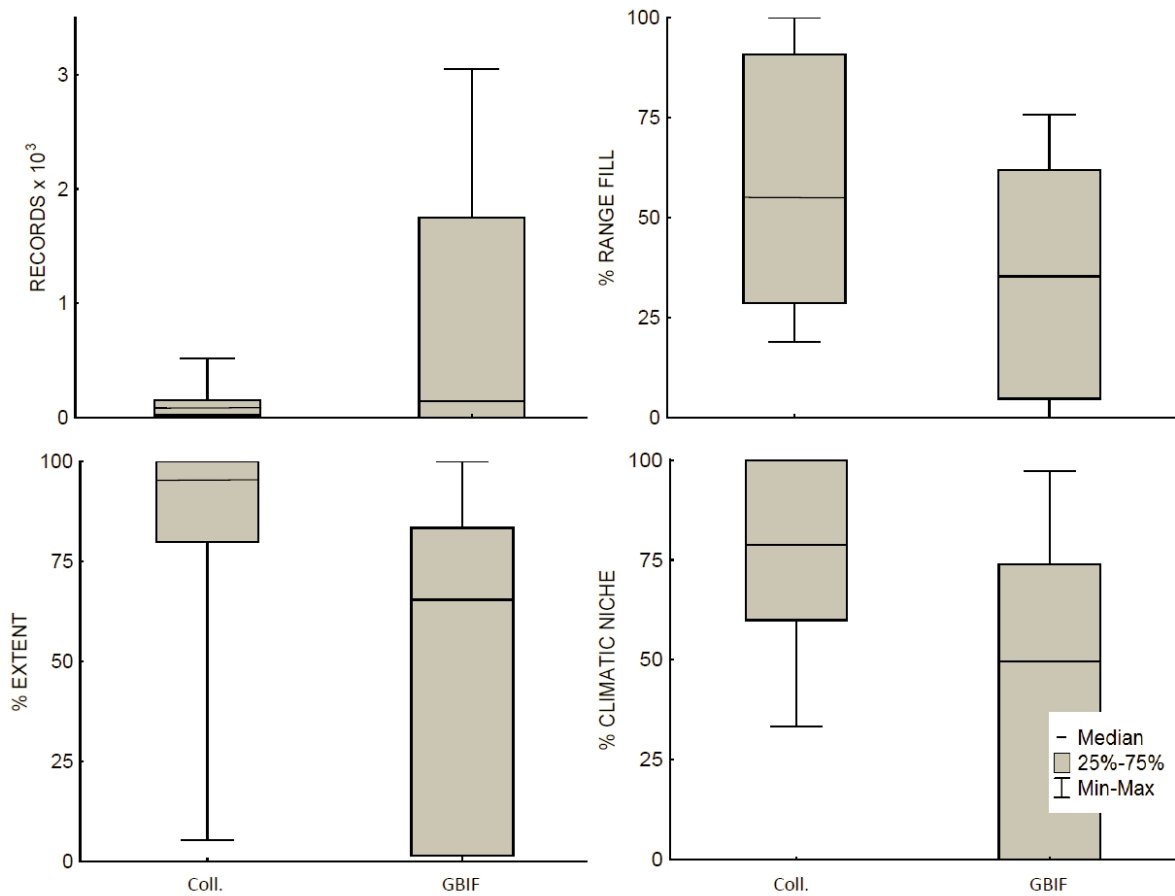 RECORDS x 10³
3
2
1
0
% RANGE FILL
100
75
50
25
0
% EXTENT
100
75
50
25
0
Coll.
GBIF
% CLIMATIC NICHE
100
75
50
25
0
Median
25%-75%
Min-Max
Coll.
GBIF